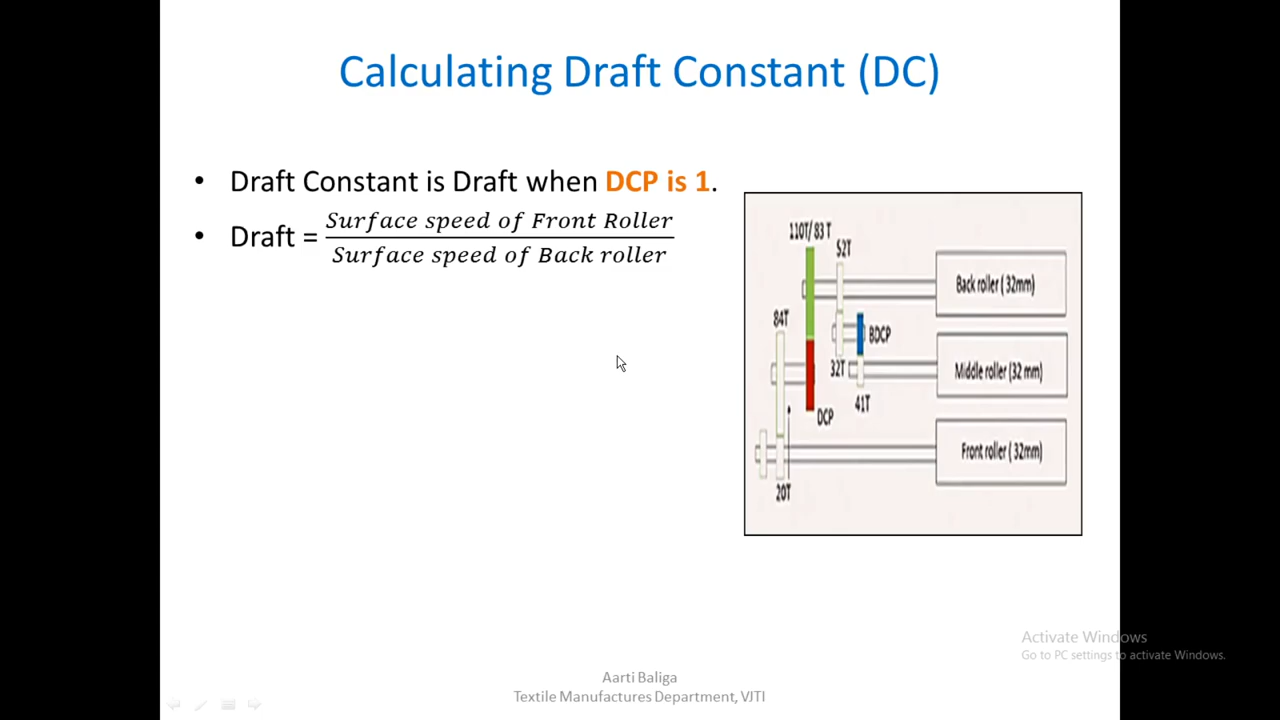 Calculating Draft Constant (DC)
• Draft Constant is Draft when DCP is 1.
• Draft = Surface speed of Front Roller / Surface speed of Back roller
110T/ 83 T
52T
Back roller ( 32mm)
84T
BDCP
32T
Middle roller (32 mm)
41T
DCP
Front roller ( 32mm)
20T
Activate Windows
Go to PC settings to activate Windows.
Aarti Baliga
Textile Manufactures Department, VJTI